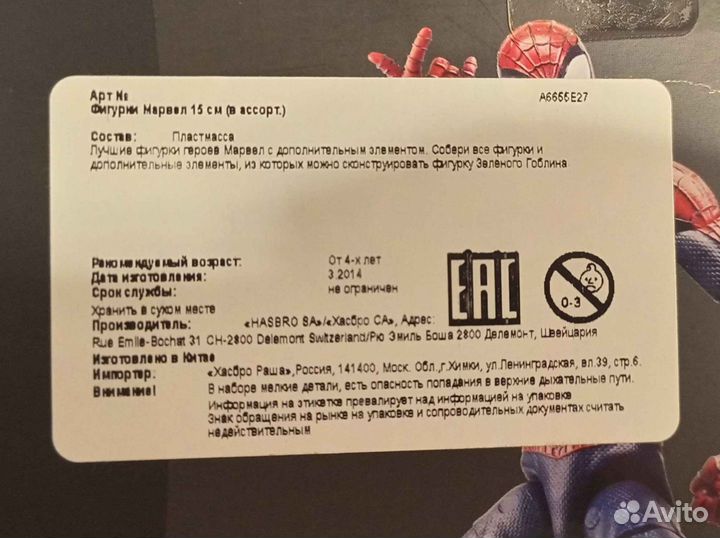 Арт №
A6655E27
Фигурки Марвел 15 см (в ассорт.)
Состав: Пластмасса
Лучшие фигурки героев Марвел с дополнительным элементом. Собери все фигурки и
дополнительные элементы, из которых можно сконструировать фигурку Зеленого Гоблина
Рекомендуемый возраст: От 4-х лет
Дата изготовления: 3.2014
Срок службы: не ограничен
Хранить в сухом месте
EAC
0-3
Производитель: «HASBRO SA»/«Хасбро СА», Адрес:
Rue Emile-Bochat 31 CH-2800 Delemont Switzerland/Рю Эмиль Боша 2800 Делемонт, Швейцария
Изготовлено в Китае
Импортер: «Хасбро Раша»,Россия, 141400, Моск. Обл.,г.Химки, ул.Ленинградская, вл.39, стр.6.
Внимание! В наборе мелкие детали, есть опасность попадания в верхние дыхательные пути.
Информация на этикетке превалирует над информацией на упаковке
Знак обращения на рынке на упаковке и сопроводительных документах считать
недействительным
Avito